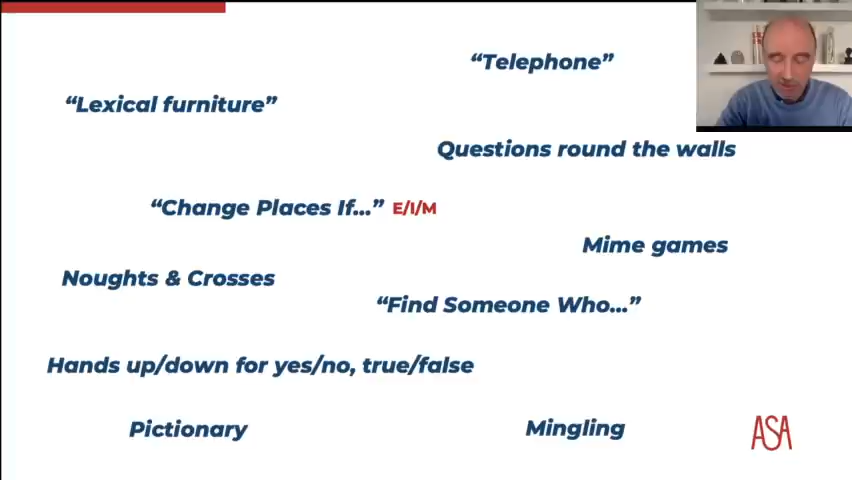 “Telephone”
“Lexical furniture”
Questions round the walls
“Change Places If...” E/I/M
Mime games
Noughts & Crosses
“Find Someone Who...”
Hands up/down for yes/no, true/false
Pictionary
Mingling
ASA